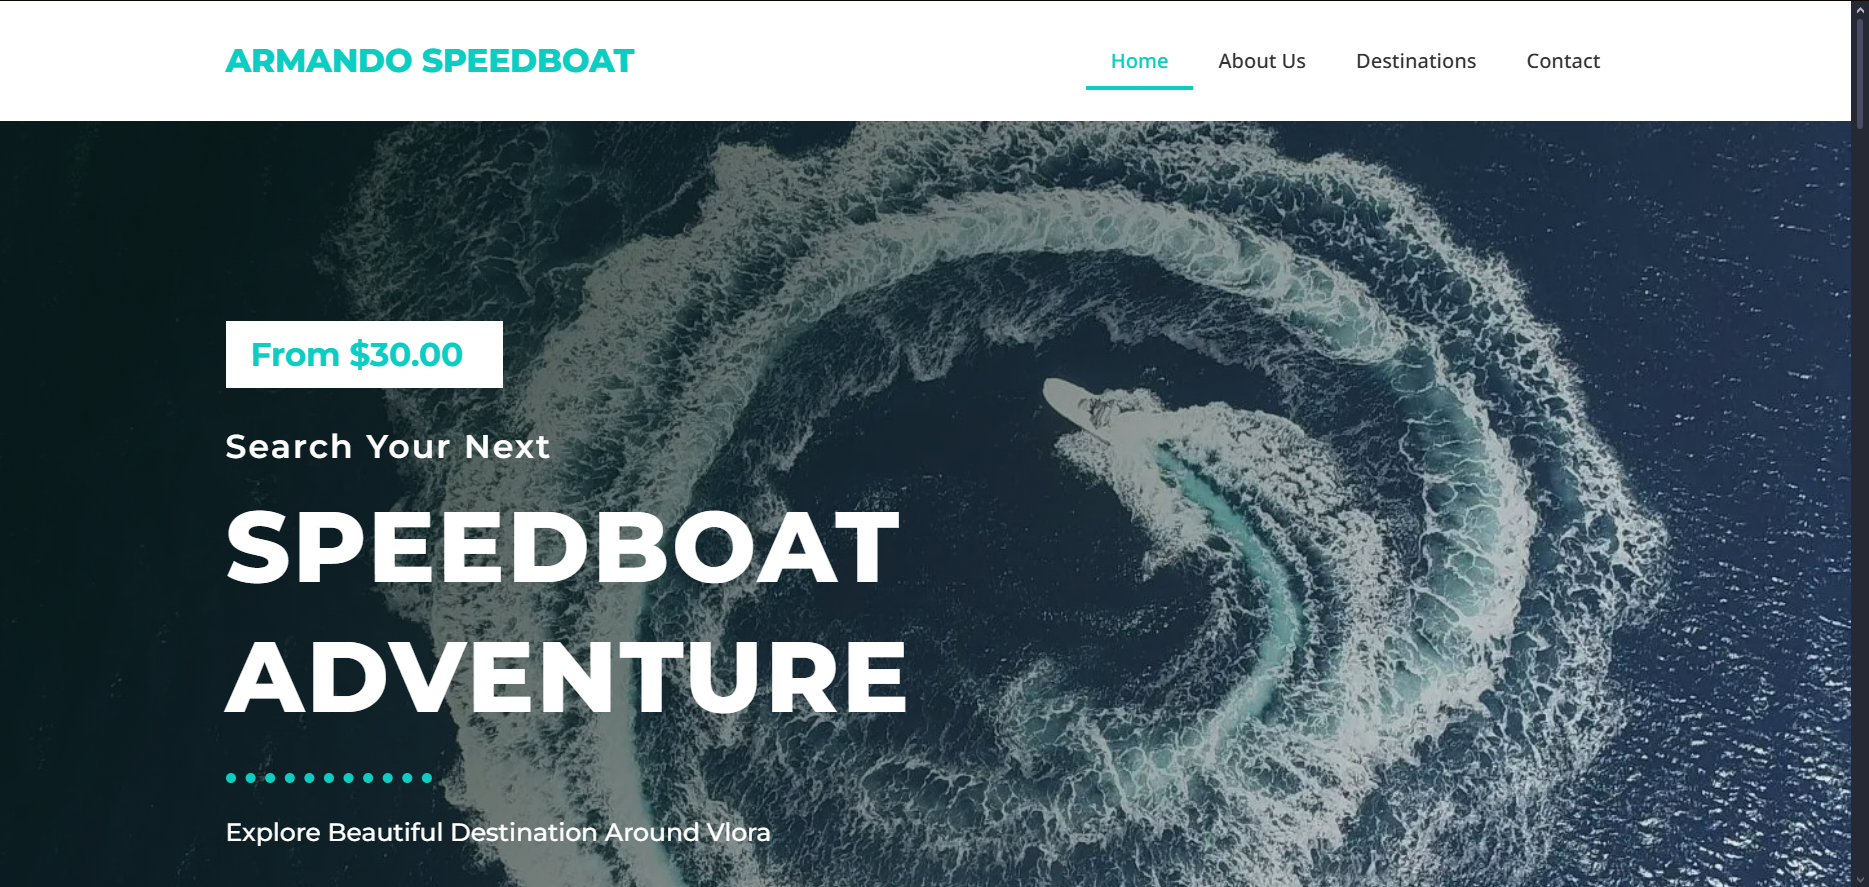 ARMANDO SPEEDBOAT
Home About Us Destinations Contact
From $30.00
Search Your Next
SPEEDBOAT
ADVENTURE
Explore Beautiful Destination Around Vlora